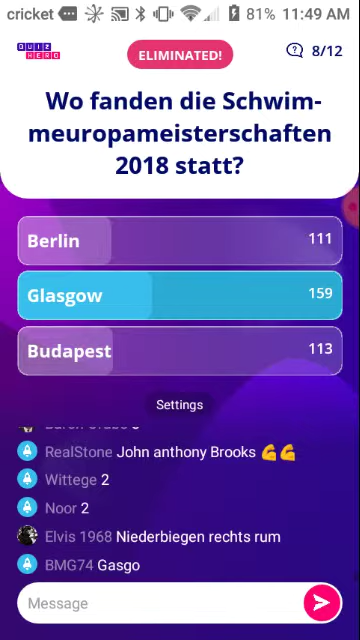 cricket 81% 11:49 AM
QUIZ HERO
ELIMINATED!
8/12
Wo fanden die Schwim-
meuropameisterschaften
2018 statt?
Berlin 111
Glasgow 159
Budapest 113
Settings
RealStone John anthony Brooks 💪💪
Wittege 2
Noor 2
Elvis 1968 Niederbiegen rechts rum
BMG74 Gasgo
Message